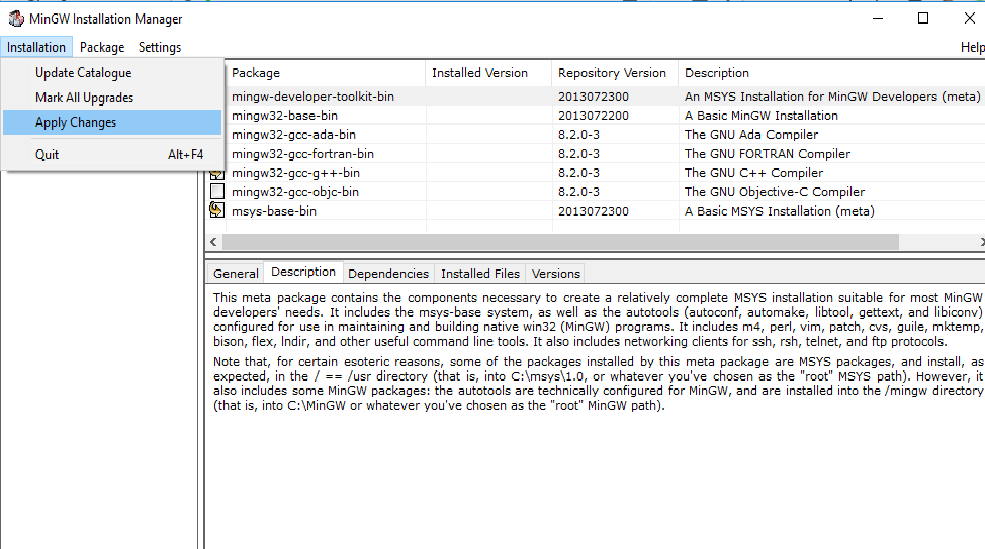 MinGW Installation Manager
Installation Package Settings Help
Update Catalogue
Mark All Upgrades
Apply Changes
Quit Alt+F4
Package Installed Version Repository Version Description
mingw-developer-toolkit-bin 2013072300 An MSYS Installation for MinGW Developers (meta)
mingw32-base-bin 2013072200 A Basic MinGW Installation
mingw32-gcc-ada-bin 8.2.0-3 The GNU Ada Compiler
mingw32-gcc-fortran-bin 8.2.0-3 The GNU FORTRAN Compiler
mingw32-gcc-g++-bin 8.2.0-3 The GNU C++ Compiler
mingw32-gcc-objc-bin 8.2.0-3 The GNU Objective-C Compiler
msys-base-bin 2013072300 A Basic MSYS Installation (meta)
General Description Dependencies Installed Files Versions
This meta package contains the components necessary to create a relatively complete MSYS installation suitable for most MinGW
developers' needs. It includes the msys-base system, as well as the autotools (autoconf, automake, libtool, gettext, and libiconv)
configured for use in maintaining and building native win32 (MinGW) programs. It includes m4, perl, vim, patch, cvs, guile, mktemp,
bison, flex, lndir, and other useful command line tools. It also includes networking clients for ssh, rsh, telnet, and ftp protocols.
Note that, for certain esoteric reasons, some of the packages installed by this meta package are MSYS packages, and install, as
expected, in the / == /usr directory (that is, into C:\msys\1.0, or whatever you've chosen as the "root" MSYS path). However, it
also includes some MinGW packages: the autotools are technically configured for MinGW, and are installed into the /mingw directory
(that is, into C:\MinGW or whatever you've chosen as the "root" MinGW path).